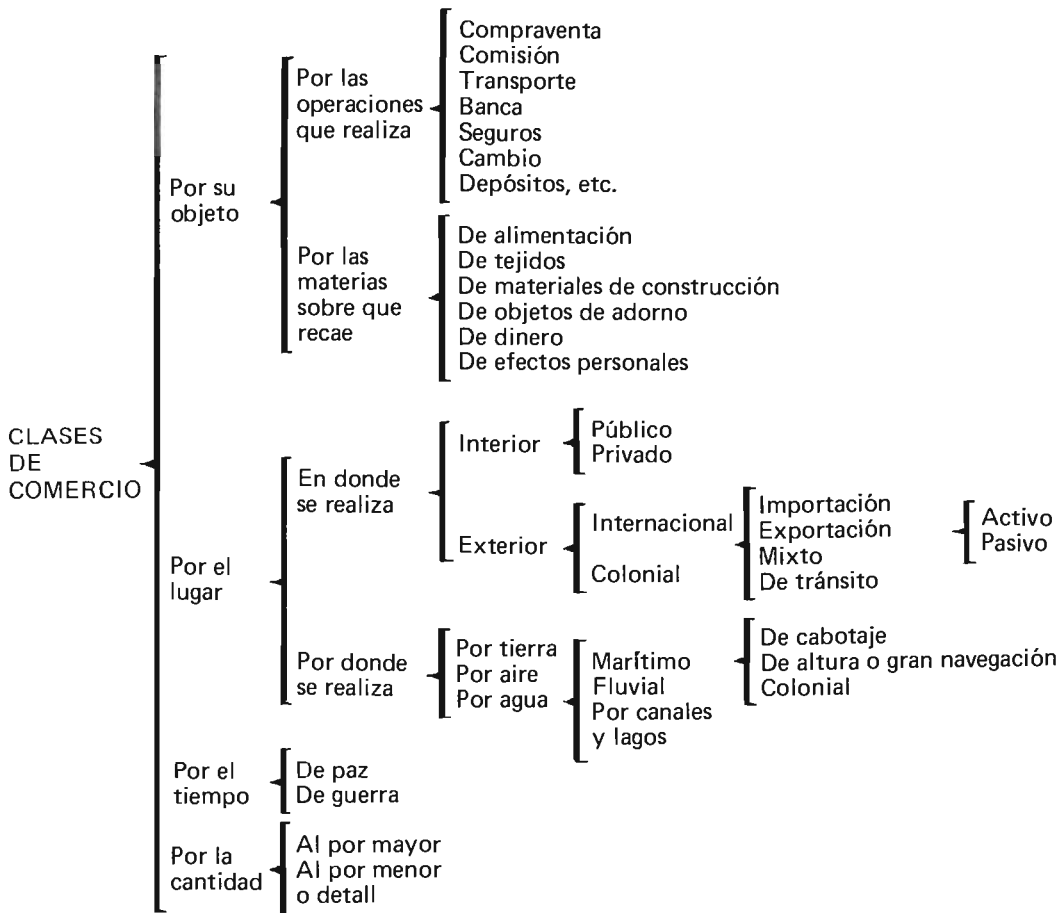 CLASES
DE
COMERCIO
Por su
objeto
Por las
operaciones
que realiza
Compraventa
Comisión
Transporte
Banca
Seguros
Cambio
Depósitos, etc.
Por las
materias
sobre que
recae
De alimentación
De tejidos
De materiales de construcción
De objetos de adorno
De dinero
De efectos personales
Por el
lugar
En donde
se realiza
Interior
Público
Privado
Exterior
Internacional
Importación
Exportación
Mixto
De tránsito
Activo
Pasivo
Colonial
Por donde
se realiza
Por tierra
Por aire
Por agua
Marítimo
Fluvial
Por canales
y lagos
De cabotaje
De altura o gran navegación
Colonial
Por el
tiempo
De paz
De guerra
Por la
cantidad
Al por mayor
Al por menor
o detall